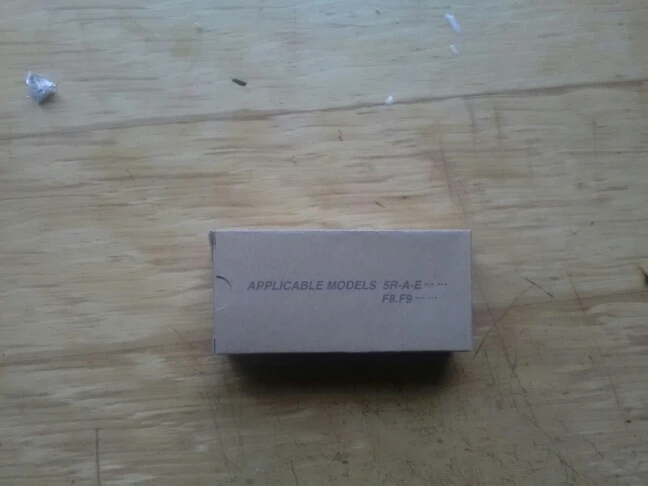 APPLICABLE MODELS 5R-A-E ··· ···
F8.F9 ··· ···